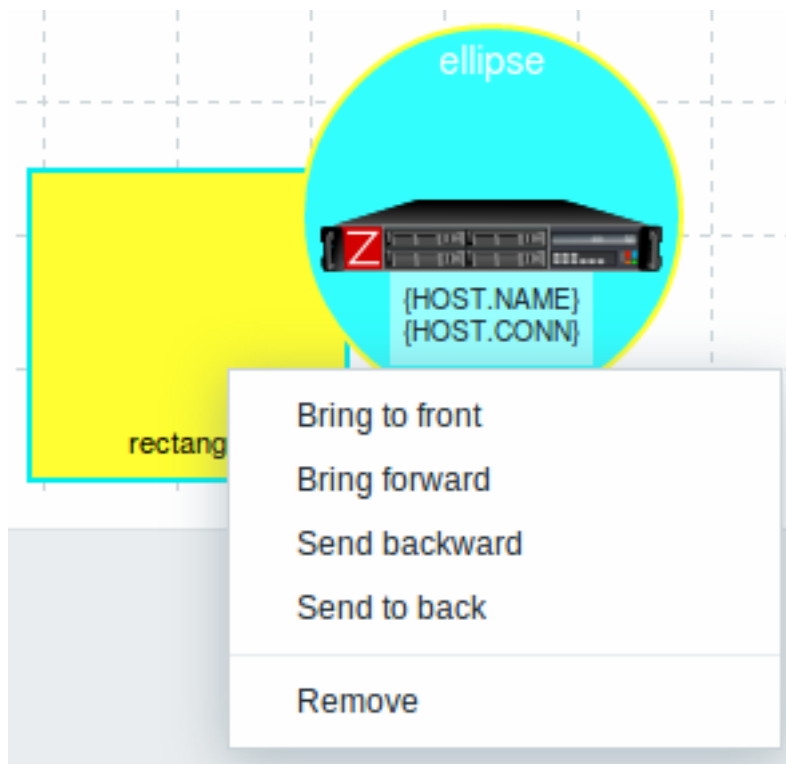 ellipse
Z
{HOST.NAME}
{HOST.CONN}
rectang
Bring to front
Bring forward
Send backward
Send to back
Remove